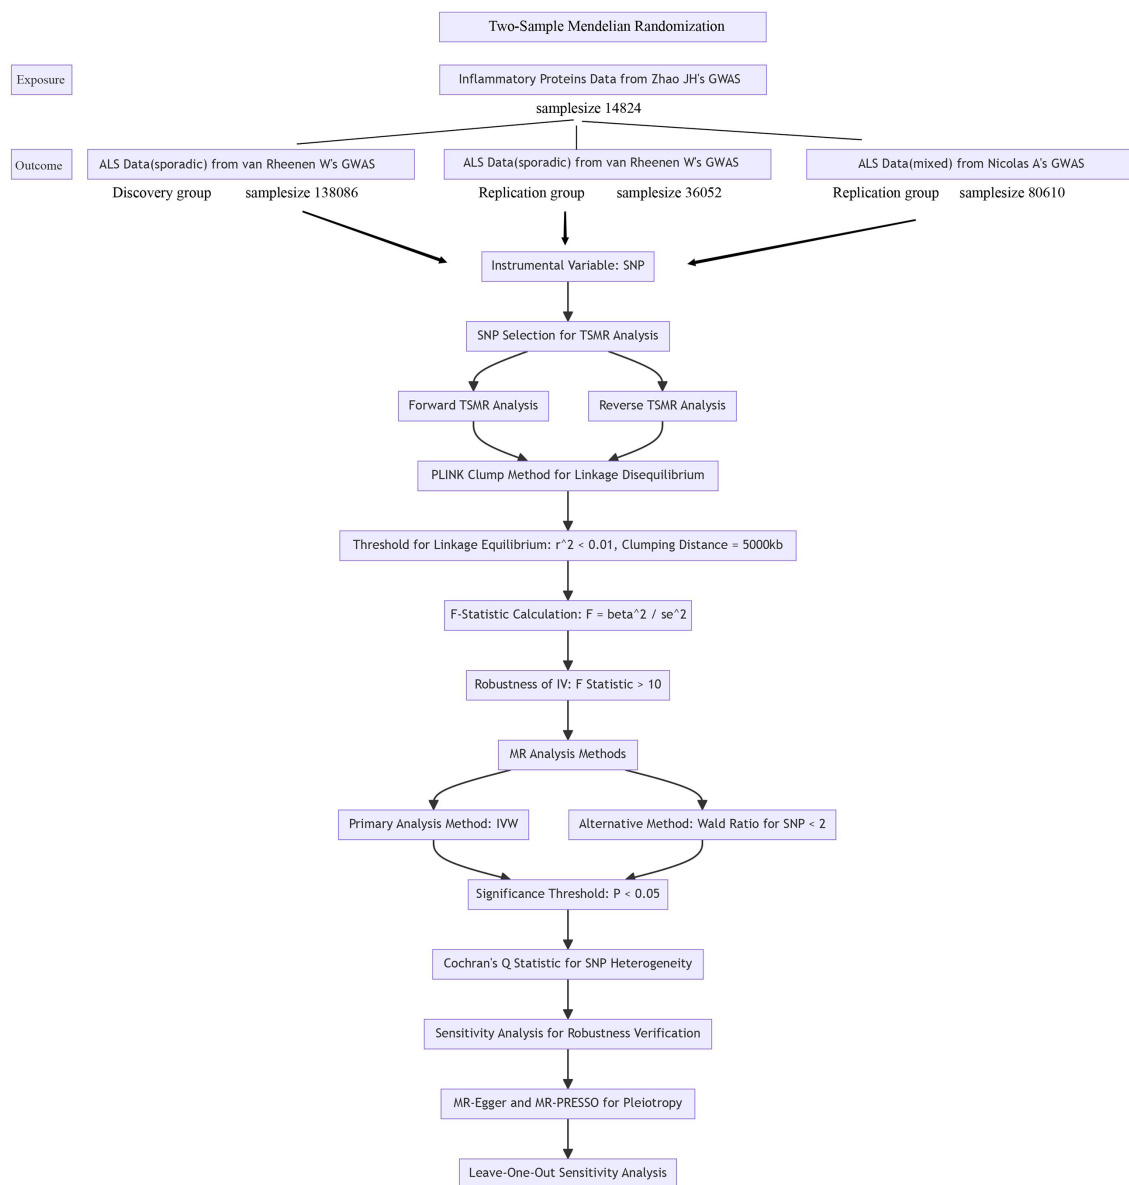 Two-Sample Mendelian Randomization
Exposure
Inflammatory Proteins Data from Zhao JH's GWAS
samplesize 14824
Outcome
ALS Data(sporadic) from van Rheenen W's GWAS
ALS Data(sporadic) from van Rheenen W's GWAS
ALS Data(mixed) from Nicolas A's GWAS
Discovery group samplesize 138086
Replication group samplesize 36052
Replication group samplesize 80610
Instrumental Variable: SNP
SNP Selection for TSMR Analysis
Forward TSMR Analysis
Reverse TSMR Analysis
PLINK Clump Method for Linkage Disequilibrium
Threshold for Linkage Equilibrium: r^2 < 0.01, Clumping Distance = 5000kb
F-Statistic Calculation: F = beta^2 / se^2
Robustness of IV: F Statistic > 10
MR Analysis Methods
Primary Analysis Method: IVW
Alternative Method: Wald Ratio for SNP < 2
Significance Threshold: P < 0.05
Cochran's Q Statistic for SNP Heterogeneity
Sensitivity Analysis for Robustness Verification
MR-Egger and MR-PRESSO for Pleiotropy
Leave-One-Out Sensitivity Analysis